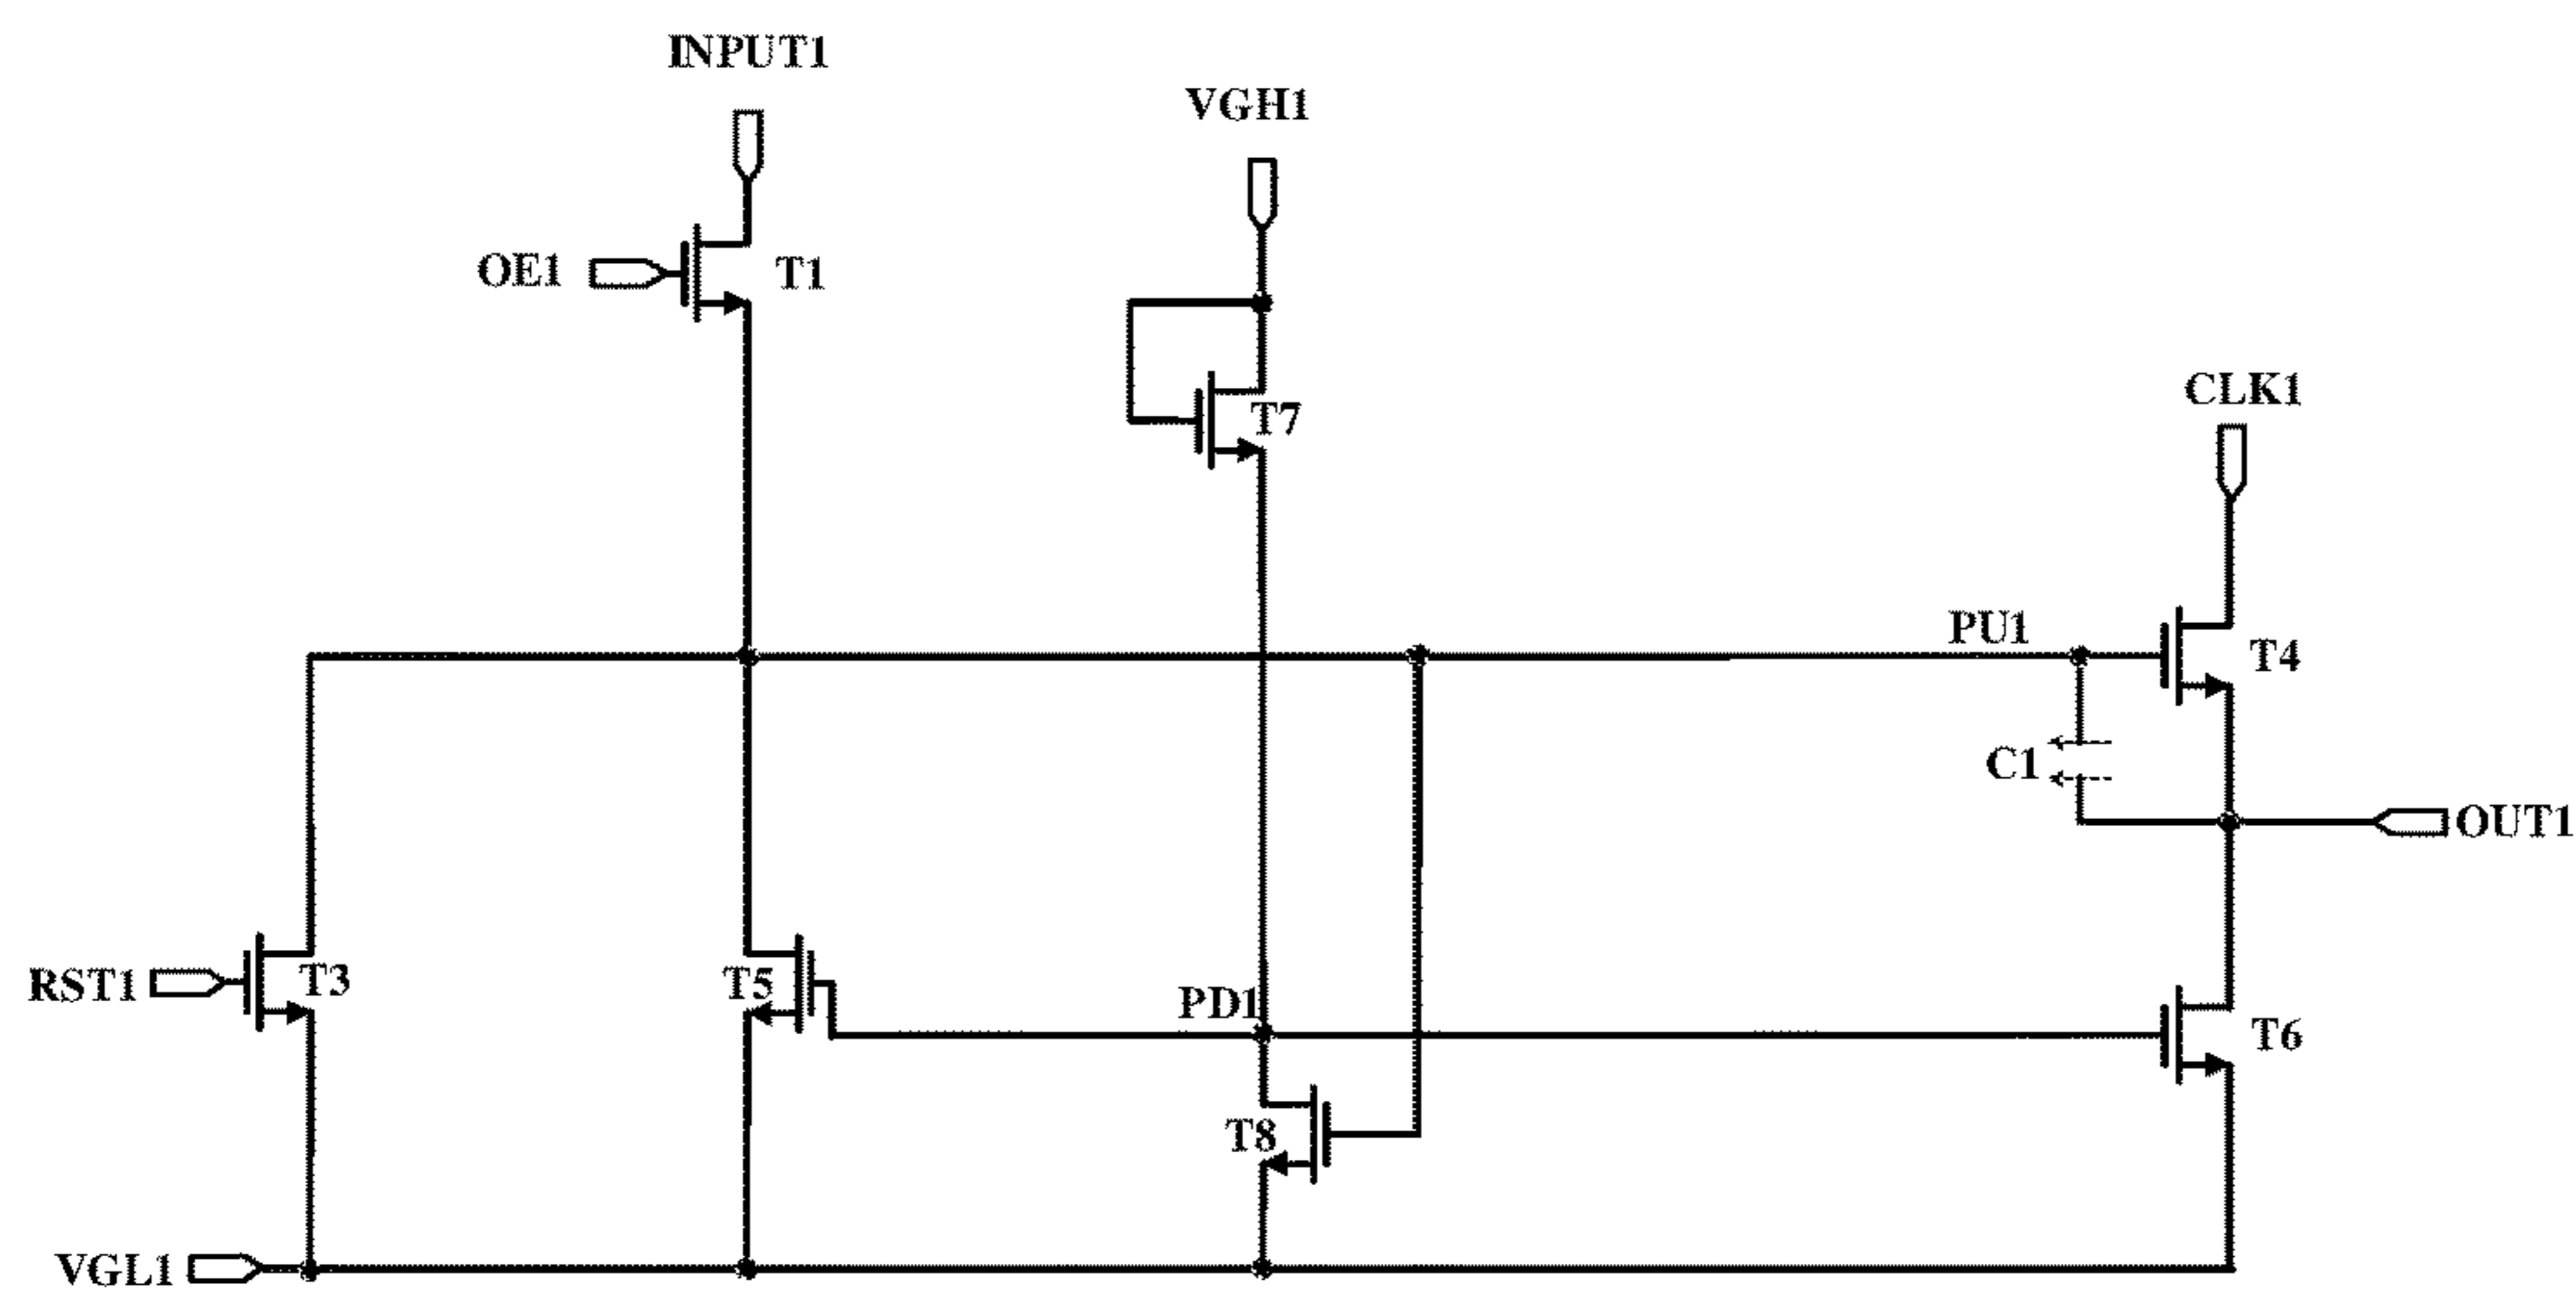 INPUT1
VGH1
OE1
T1
CLK1
T7
PU1
T4
C1
OUT1
RST1
T3
T5
PD1
T6
T8
VGL1